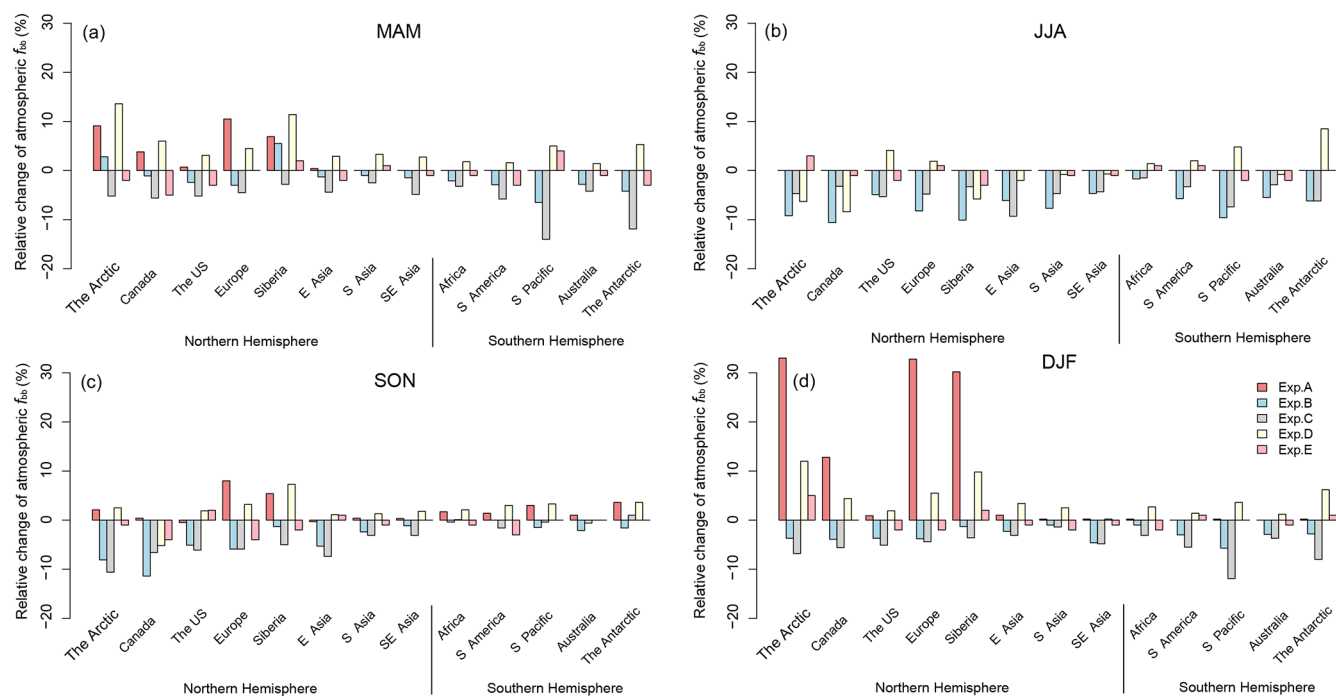 (a)
MAM
Relative change of atmospheric fbb (%)
30
20
10
0
−10
−20
The Arctic
Canada
The US
Europe
Siberia
E Asia
S Asia
SE Asia
Africa
S America
S Pacific
Australia
The Antarctic
Northern Hemisphere
Southern Hemisphere
(b)
JJA
Relative change of atmospheric fbb (%)
30
20
10
0
−10
−20
The Arctic
Canada
The US
Europe
Siberia
E Asia
S Asia
SE Asia
Africa
S America
S Pacific
Australia
The Antarctic
Northern Hemisphere
Southern Hemisphere
(c)
SON
Relative change of atmospheric fbb (%)
30
20
10
0
−10
−20
The Arctic
Canada
The US
Europe
Siberia
E Asia
S Asia
SE Asia
Africa
S America
S Pacific
Australia
The Antarctic
Northern Hemisphere
Southern Hemisphere
(d)
DJF
Relative change of atmospheric fbb (%)
30
20
10
0
−10
−20
Exp.A
Exp.B
Exp.C
Exp.D
Exp.E
The Arctic
Canada
The US
Europe
Siberia
E Asia
S Asia
SE Asia
Africa
S America
S Pacific
Australia
The Antarctic
Northern Hemisphere
Southern Hemisphere